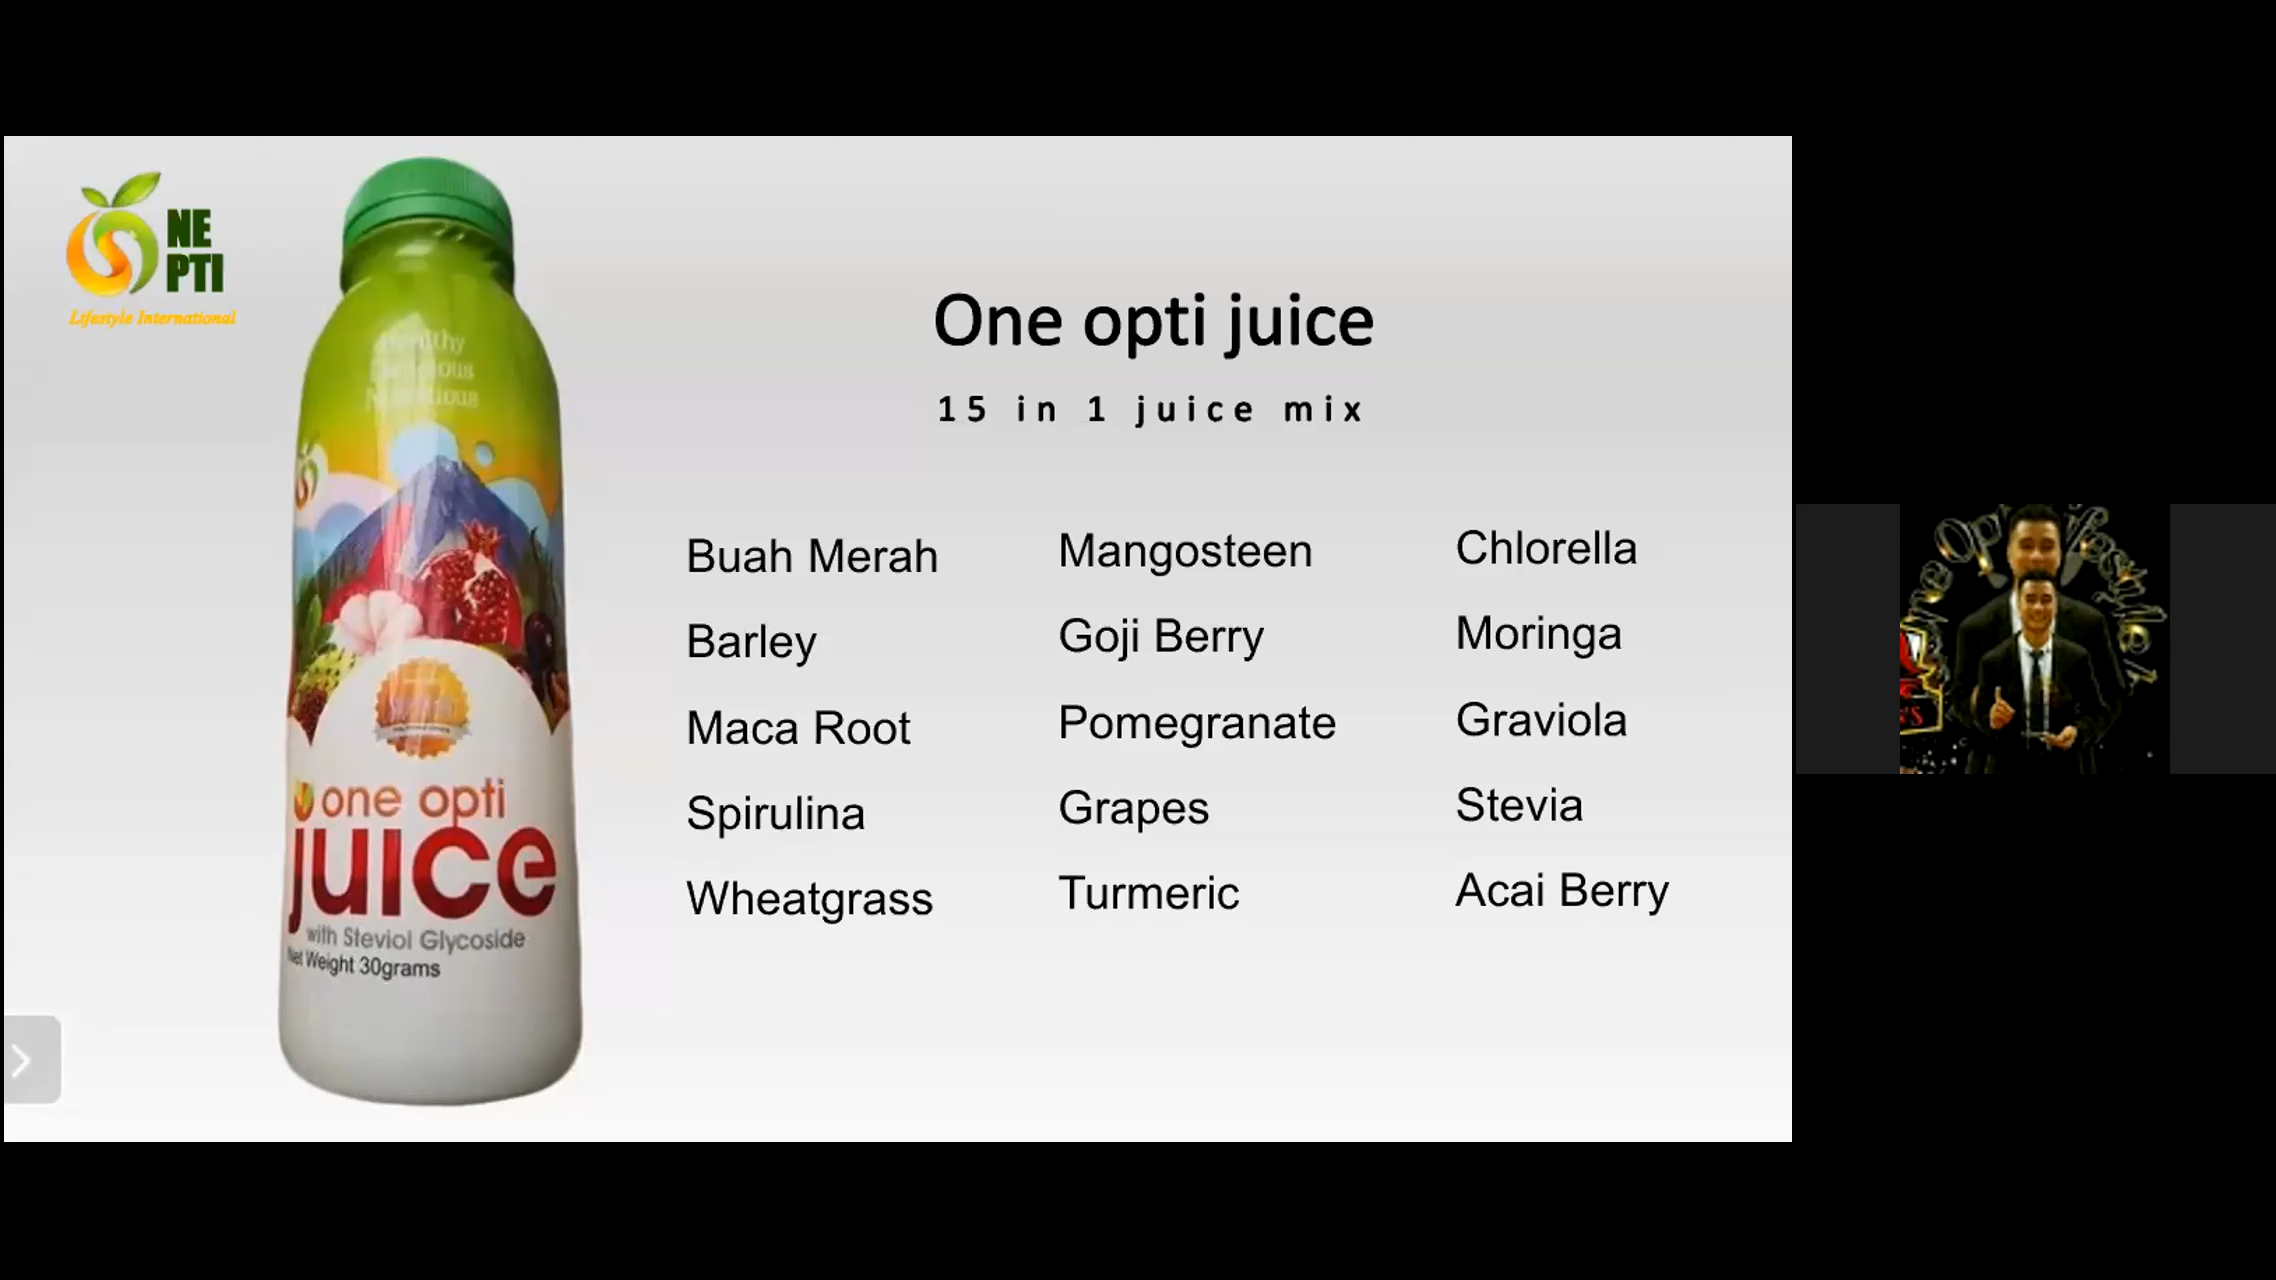 NE
PTI
Lifestyle International
Healthy
one opti
juice
with Steviol Glycoside
Net Weight 30grams
One opti juice
15 in 1 juice mix
Buah Merah
Barley
Maca Root
Spirulina
Wheatgrass
Mangosteen
Goji Berry
Pomegranate
Grapes
Turmeric
Chlorella
Moringa
Graviola
Stevia
Acai Berry